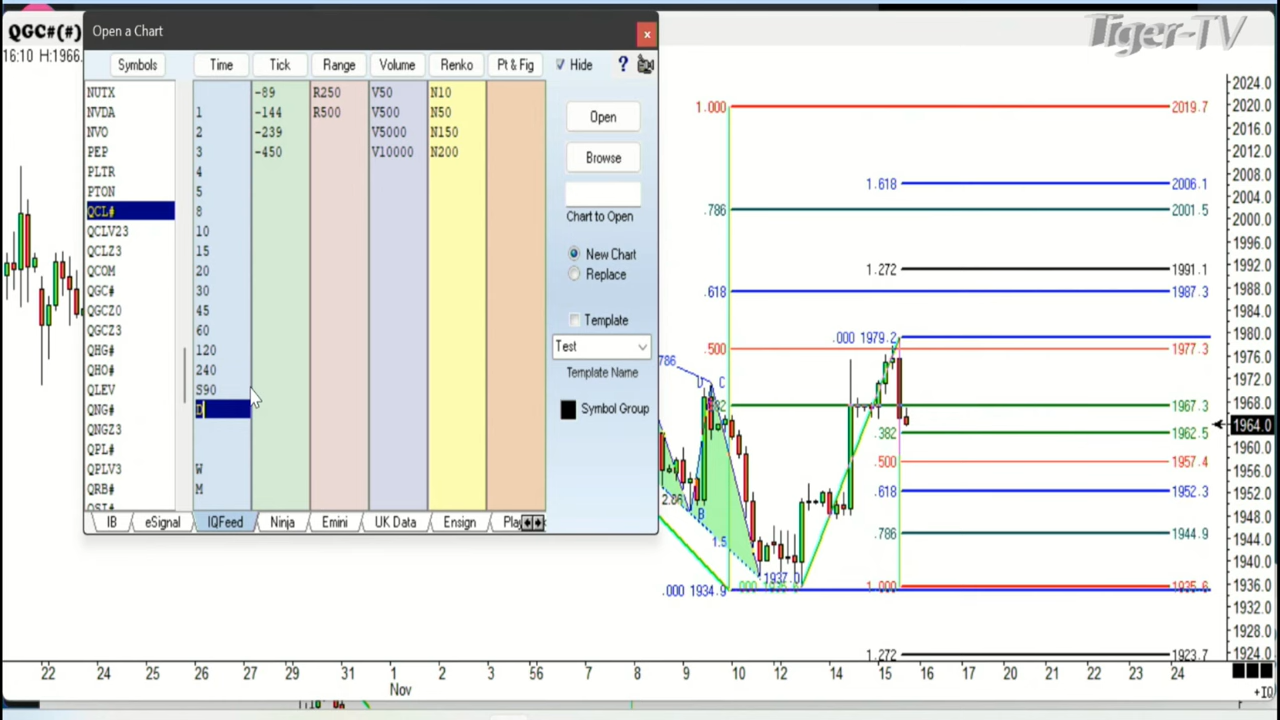 QGC#(#)
16:10 H:1966.
Tiger-TV
Open a Chart
Symbols Time Tick Range Volume Renko Pt & Fig Hide ?
NUTX -89 R250 V50 N10
NVDA 1 -144 R500 V500 N50
NVO 2 -239 V5000 N150
PEP 3 -450 V10000 N200
PLTR 4
PTON 5
QCL# 8
QCLV23 10
QCLZ3 15
QCOM 20
QGC# 30
QGCZ0 45
QGCZ3 60
QHG# 120
QHO# 240
QLEV S90
QNG# D
QNGZ3
QPL#
QPLV3 W
QRB# M
Open
Browse
Chart to Open
New Chart
Replace
Template
Test
Template Name
Symbol Group
IB eSignal IQFeed Ninja Emini UK Data Ensign Pla
1.000 2019.7
1.618 2006.1
.786 2001.5
1.272 1991.1
.618 1987.3
.000 1979.2
.500 1977.3
786
D C
1967.3
.382 1962.5
.500 1957.4
.618 1952.3
B
1.5
.786 1944.9
1937.0
.000 1934.9
1.000 1935.6
1.272 1923.7
2024.0
2020.0
2016.0
2012.0
2008.0
2004.0
2000.0
1996.0
1992.0
1988.0
1984.0
1980.0
1976.0
1972.0
1968.0
1964.0
1960.0
1956.0
1952.0
1948.0
1944.0
1940.0
1936.0
1932.0
1928.0
1924.0
22 24 25 26 27 29 31 1 2 3 56 7 8 9 10 12 13 14 15 16 17 20 21 22 24
Nov